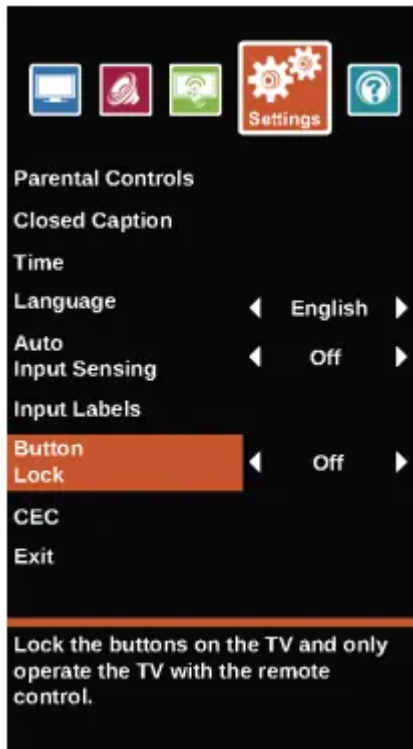 Settings
Parental Controls
Closed Caption
Time
Language English
Auto
Input Sensing Off
Input Labels
Button
Lock Off
CEC
Exit
Lock the buttons on the TV and only
operate the TV with the remote
control.